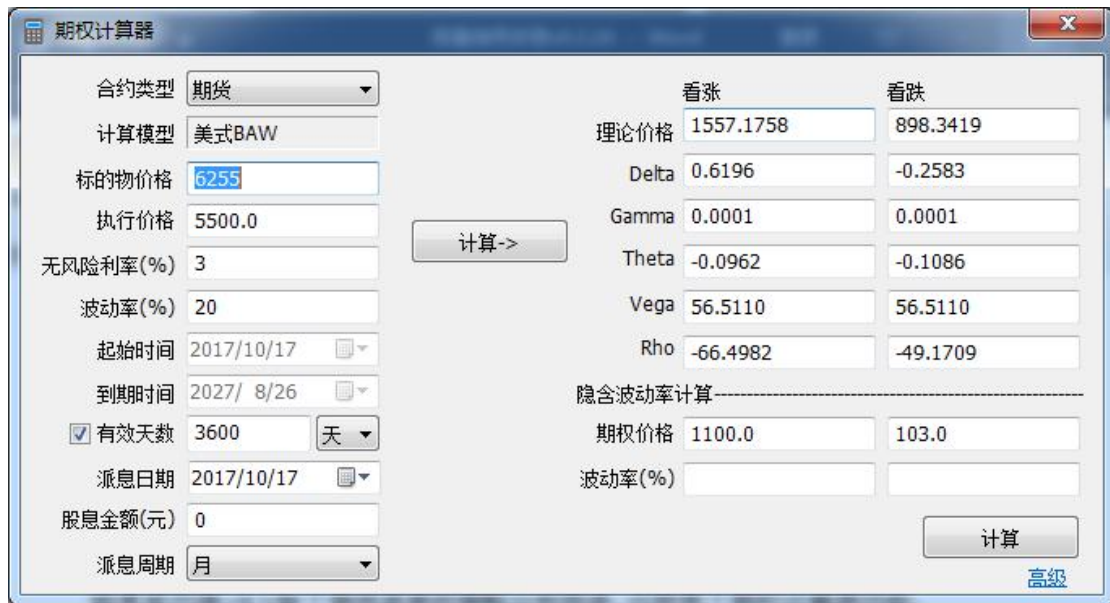 期权计算器
合约类型 期货
计算模型 美式BAW
标的物价格 6255
执行价格 5500.0
无风险利率(%) 3
波动率(%) 20
起始时间 2017/10/17
到期时间 2027/ 8/26
有效天数 3600 天
派息日期 2017/10/17
股息金额(元) 0
派息周期 月
计算->
看涨 看跌
理论价格 1557.1758 898.3419
Delta 0.6196 -0.2583
Gamma 0.0001 0.0001
Theta -0.0962 -0.1086
Vega 56.5110 56.5110
Rho -66.4982 -49.1709
隐含波动率计算--------------------------------------------------------
期权价格 1100.0 103.0
波动率(%)
计算
高级